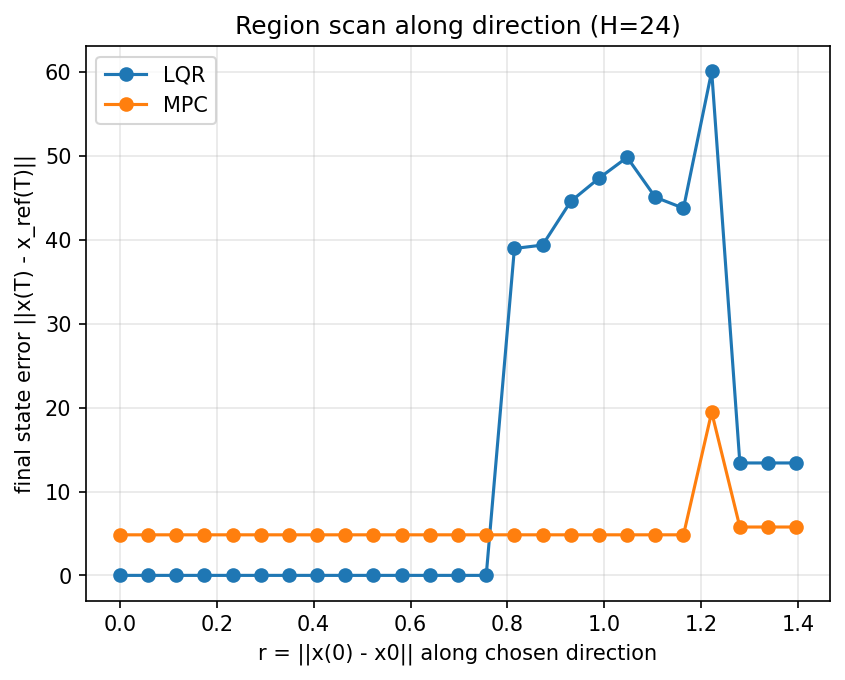 Region scan along direction (H=24)
LQR
MPC
final state error ||x(T) - x_ref(T)||
60
50
40
30
20
10
0
0.0 0.2 0.4 0.6 0.8 1.0 1.2 1.4
r = ||x(0) - x0|| along chosen direction